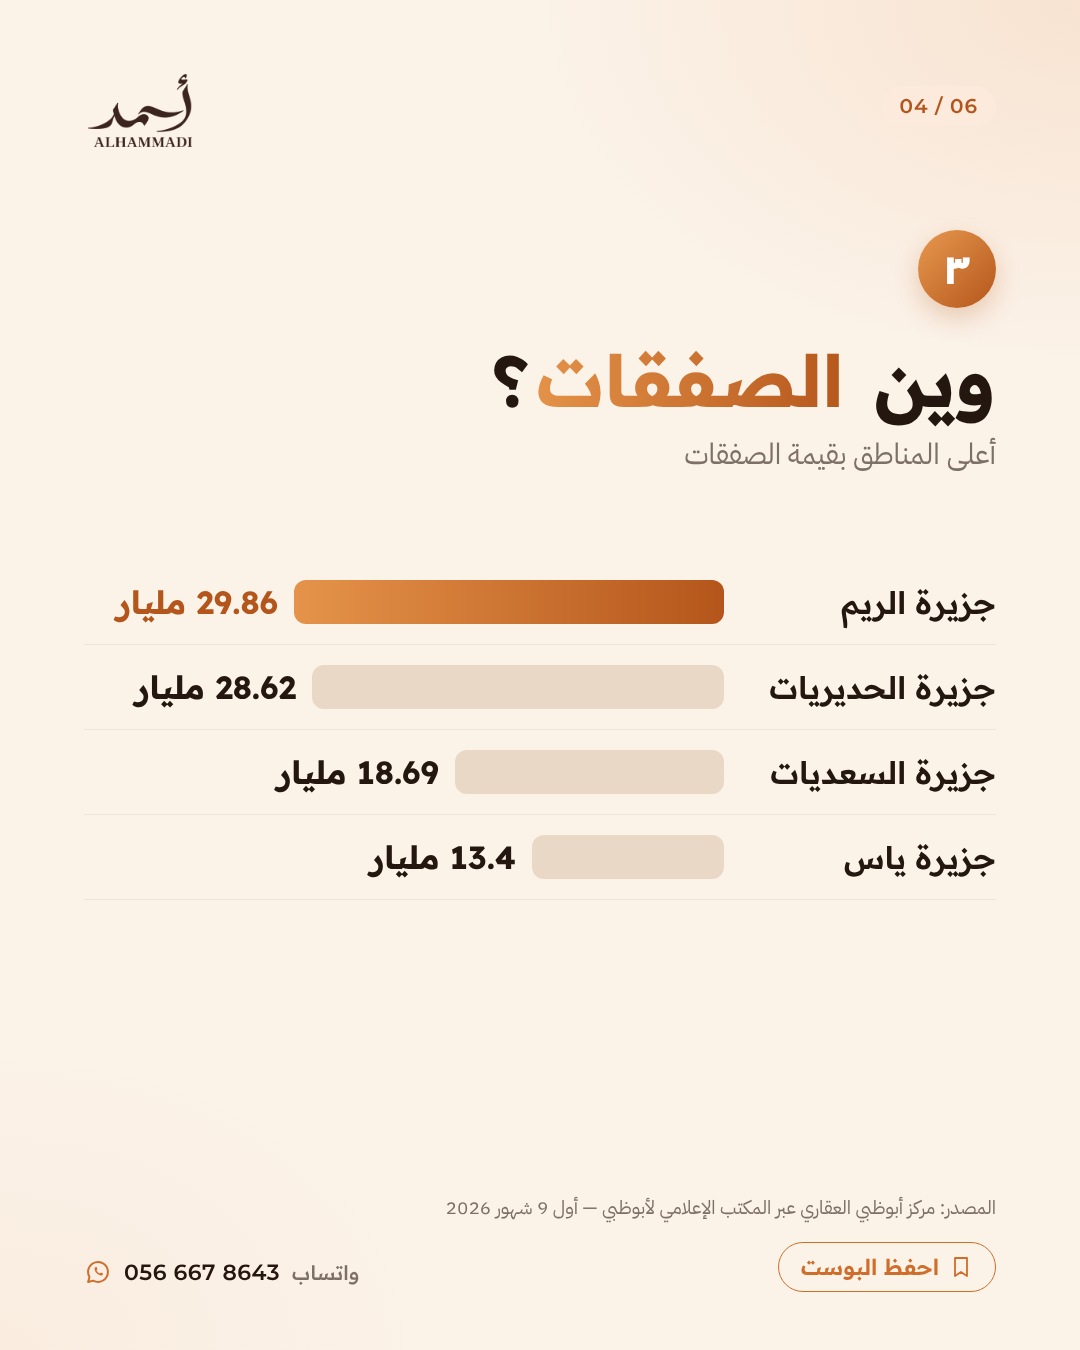 04 / 06
أحمد
ALHAMMADI
٣
وين الصفقات؟
أعلى المناطق بقيمة الصفقات
جزيرة الريم 29.86 مليار
جزيرة الحديريات 28.62 مليار
جزيرة السعديات 18.69 مليار
جزيرة ياس 13.4 مليار
المصدر: مركز أبوظبي العقاري عبر المكتب الإعلامي لأبوظبي — أول 9 شهور 2026
احفظ البوست
واتساب 056 667 8643